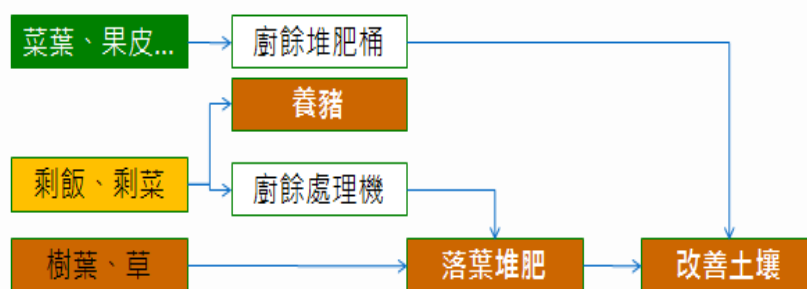 菜葉、果皮...
廚餘堆肥桶
養豬
剩飯、剩菜
廚餘處理機
樹葉、草
落葉堆肥
改善土壤